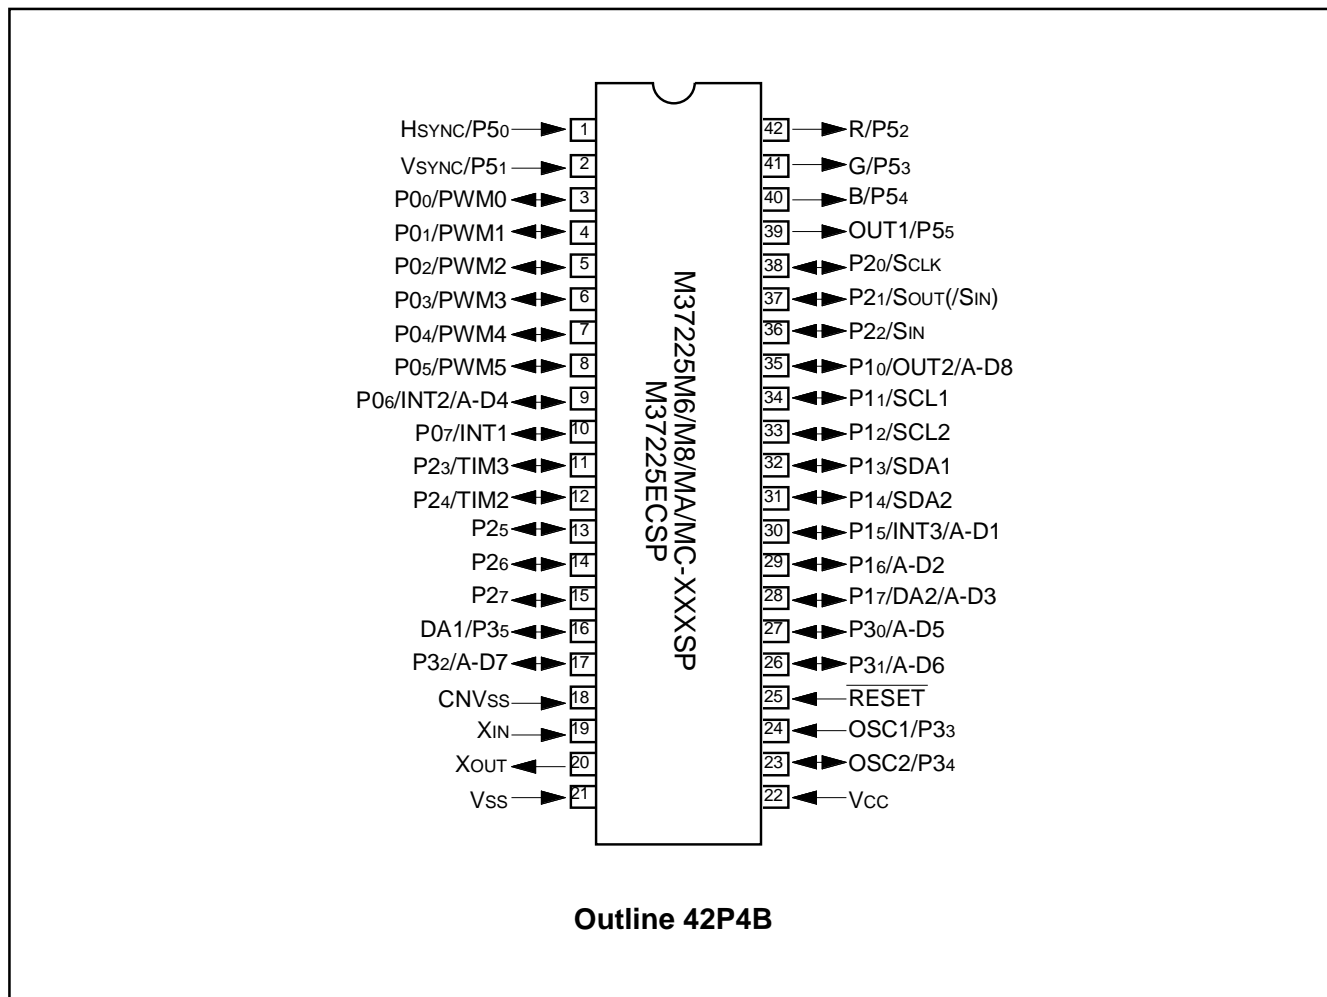 HSYNC/P50 1 42 R/P52
VSYNC/P51 2 41 G/P53
P00/PWM0 3 40 B/P54
P01/PWM1 4 39 OUT1/P55
P02/PWM2 5 38 P20/SCLK
P03/PWM3 6 37 P21/SOUT(/SIN)
P04/PWM4 7 36 P22/SIN
P05/PWM5 8 35 P10/OUT2/A-D8
P06/INT2/A-D4 9 34 P11/SCL1
P07/INT1 10 33 P12/SCL2
P23/TIM3 11 32 P13/SDA1
P24/TIM2 12 31 P14/SDA2
P25 13 30 P15/INT3/A-D1
P26 14 29 P16/A-D2
P27 15 28 P17/DA2/A-D3
DA1/P35 16 27 P30/A-D5
P32/A-D7 17 26 P31/A-D6
CNVSS 18 25 RESET
XIN 19 24 OSC1/P33
XOUT 20 23 OSC2/P34
VSS 21 22 VCC
M37225M6/M8/MA/MC-XXXSP
M37225ECSP
Outline 42P4B